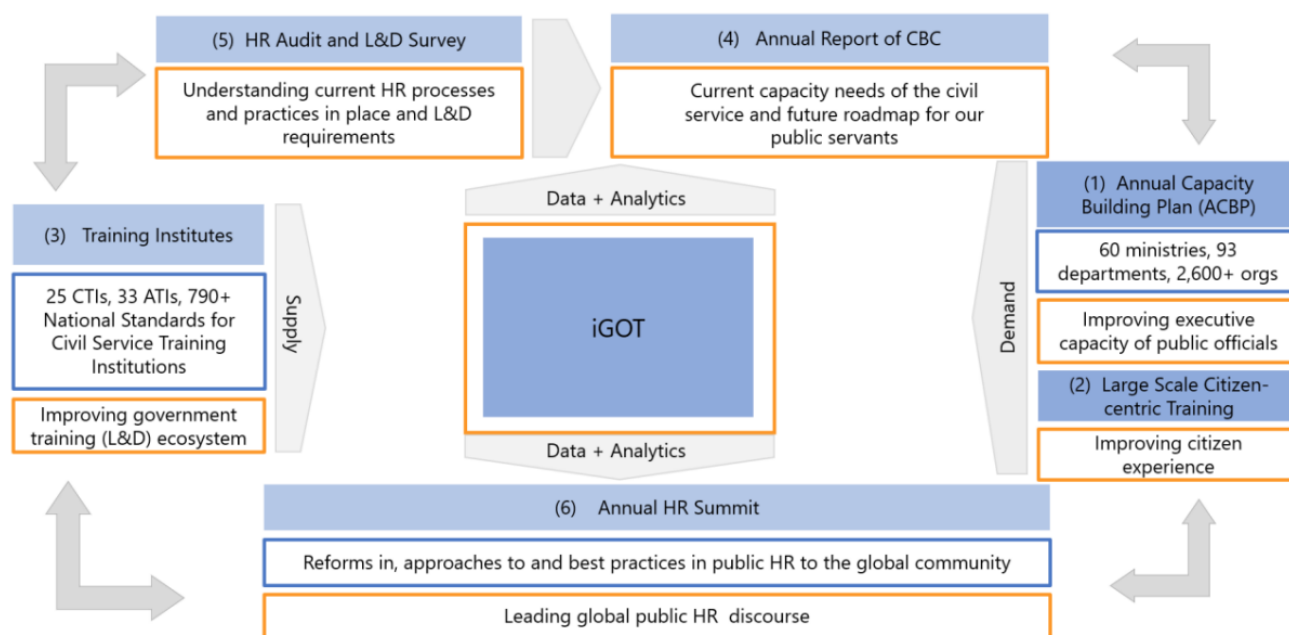 (5) HR Audit and L&D Survey
Understanding current HR processes
and practices in place and L&D
requirements
(4) Annual Report of CBC
Current capacity needs of the civil
service and future roadmap for our
public servants
(3) Training Institutes
25 CTIs, 33 ATIs, 790+
National Standards for
Civil Service Training
Institutions
Improving government
training (L&D) ecosystem
Supply
Data + Analytics
iGOT
Data + Analytics
Demand
(1) Annual Capacity
Building Plan (ACBP)
60 ministries, 93
departments, 2,600+ orgs
Improving executive
capacity of public officials
(2) Large Scale Citizen-
centric Training
Improving citizen
experience
(6) Annual HR Summit
Reforms in, approaches to and best practices in public HR to the global community
Leading global public HR discourse